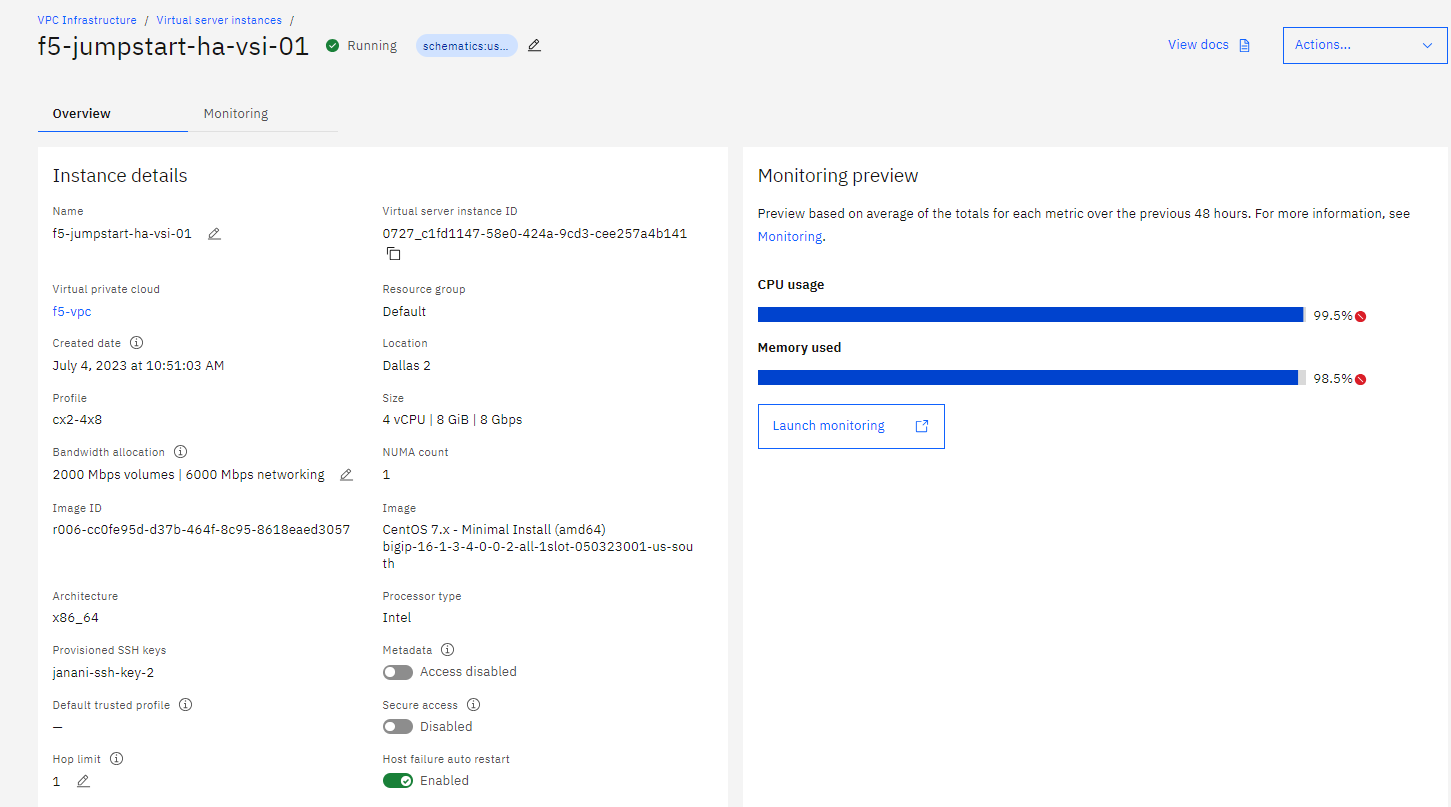 VPC Infrastructure / Virtual server instances /
f5-jumpstart-ha-vsi-01 Running schematics:us... View docs Actions...
Overview Monitoring
Instance details
Name Virtual server instance ID
f5-jumpstart-ha-vsi-01 0727_c1fd1147-58e0-424a-9cd3-cee257a4b141
Virtual private cloud Resource group
f5-vpc Default
Created date Location
July 4, 2023 at 10:51:03 AM Dallas 2
Profile Size
cx2-4x8 4 vCPU | 8 GiB | 8 Gbps
Bandwidth allocation NUMA count
2000 Mbps volumes | 6000 Mbps networking 1
Image ID Image
r006-cc0fe95d-d37b-464f-8c95-8618eaed3057 CentOS 7.x - Minimal Install (amd64)
bigip-16-1-3-4-0-0-2-all-1slot-050323001-us-sou
th
Architecture Processor type
x86_64 Intel
Provisioned SSH keys Metadata
janani-ssh-key-2 Access disabled
Default trusted profile Secure access
– Disabled
Hop limit Host failure auto restart
1 Enabled
Monitoring preview
Preview based on average of the totals for each metric over the previous 48 hours. For more information, see
Monitoring.
CPU usage
99.5%
Memory used
98.5%
Launch monitoring